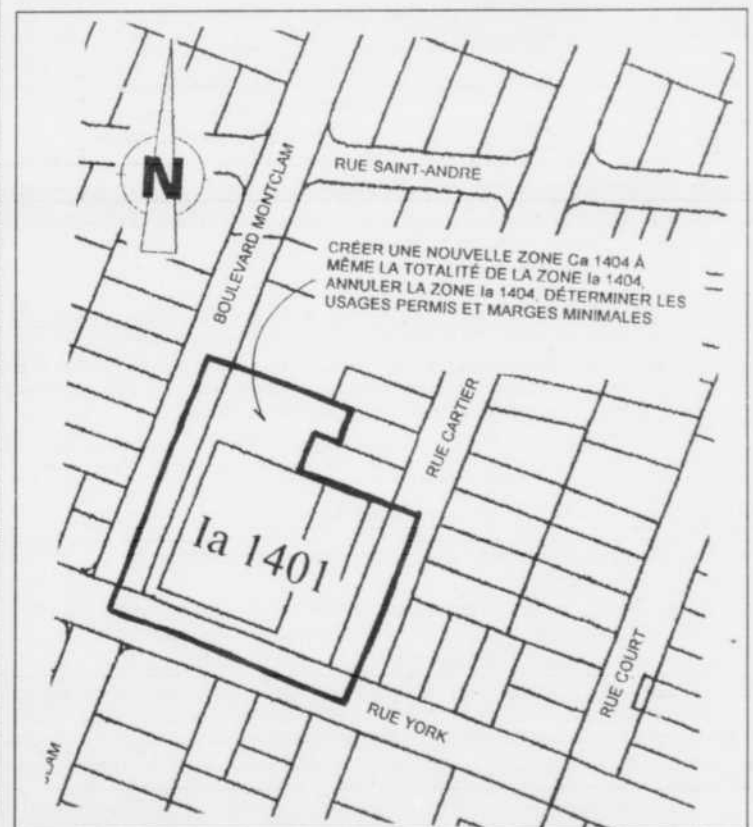 N
BOULEVARD MONTCLAM
RUE SAINT-ANDRE
CRÉER UNE NOUVELLE ZONE Ca 1404 À
MÊME LA TOTALITÉ DE LA ZONE Ia 1404,
ANNULER LA ZONE Ia 1404, DÉTERMINER LES
USAGES PERMIS ET MARGES MINIMALES
RUE CARTIER
Ia 1401
RUE COURT
RUE YORK